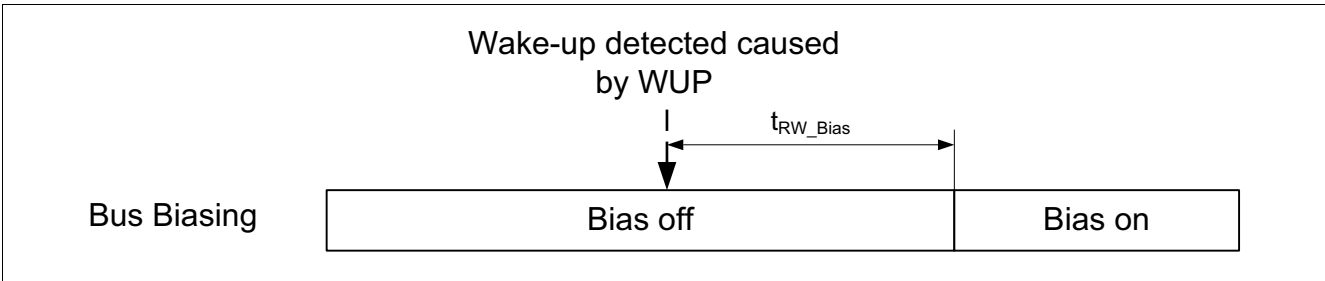 Wake-up detected caused
by WUP
tRW_Bias
Bus Biasing
Bias off
Bias on